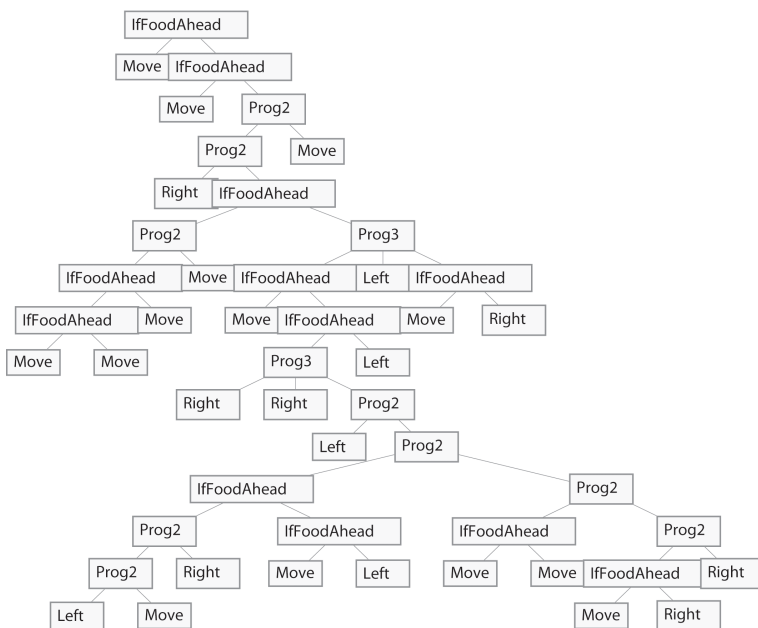 IfFoodAhead
Move IfFoodAhead
Move Prog2
Prog2 Move
Right IfFoodAhead
Prog2 Prog3
IfFoodAhead Move IfFoodAhead Left IfFoodAhead
IfFoodAhead Move Move IfFoodAhead Move Right
Move Move Prog3 Left
Right Right Prog2
Left Prog2
IfFoodAhead Prog2
Prog2 IfFoodAhead IfFoodAhead Prog2
Prog2 Right Move Left Move Move IfFoodAhead Right
Left Move Move Right